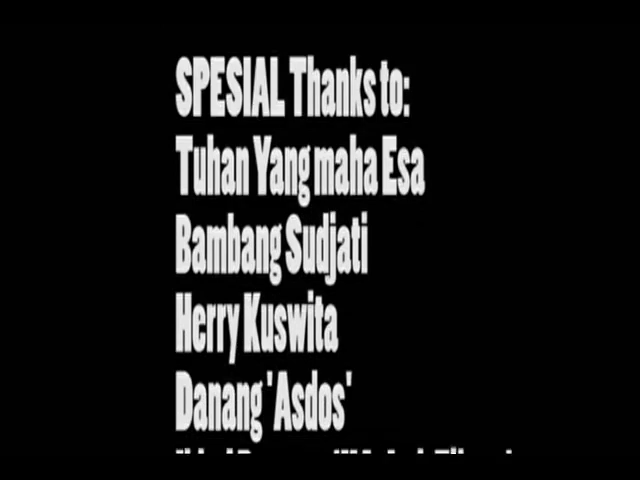 SPESIAL Thanks to:
Tuhan Yang maha Esa
Bambang Sudjati
Herry Kuswita
Danang 'Asdos'